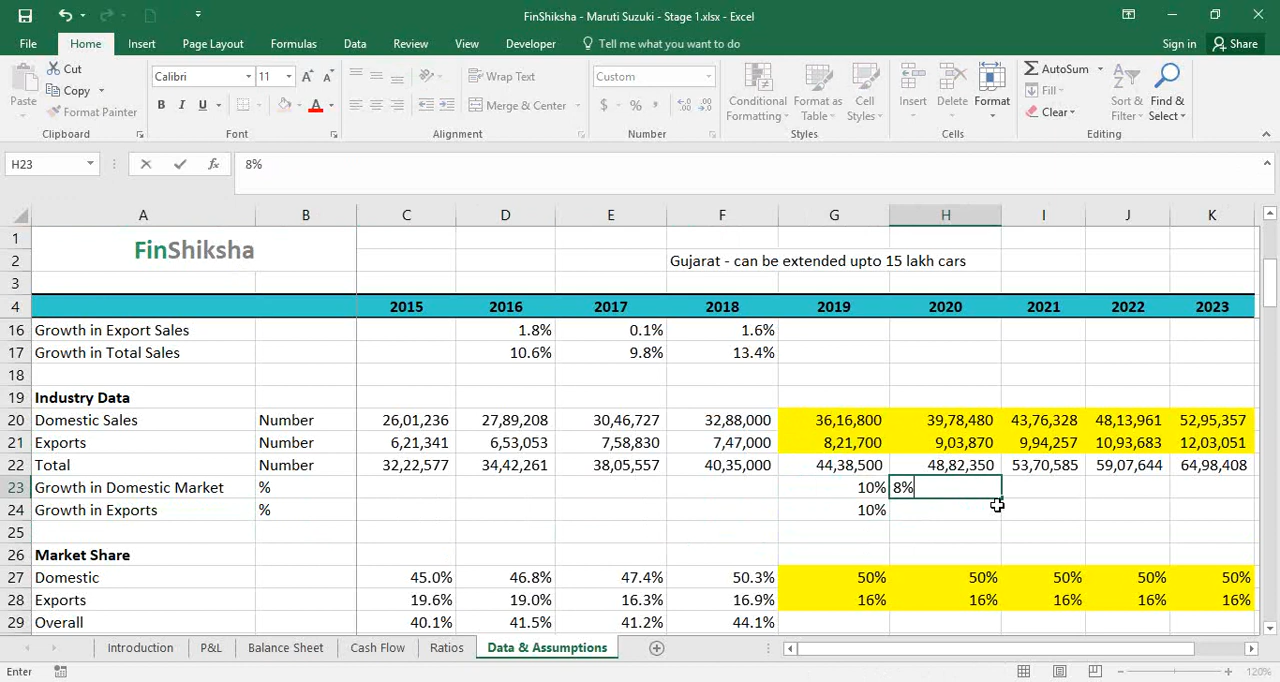 FinShiksha - Maruti Suzuki - Stage 1.xlsx - Excel
File Home Insert Page Layout Formulas Data Review View Developer Tell me what you want to do Sign in Share
Paste Cut Copy Format Painter Clipboard
Calibri 11 A A B I U A Font
Wrap Text Merge & Center Alignment
Custom $ % , Number
Conditional Formatting Format as Table Cell Styles Styles
Insert Delete Format Cells
AutoSum Fill Clear Sort & Filter Find & Select Editing
H23 fx 8%
A B C D E F G H I J K
1 FinShiksha
2 Gujarat - can be extended upto 15 lakh cars
3
4 2015 2016 2017 2018 2019 2020 2021 2022 2023
16 Growth in Export Sales 1.8% 0.1% 1.6%
17 Growth in Total Sales 10.6% 9.8% 13.4%
18
19 Industry Data
20 Domestic Sales Number 26,01,236 27,89,208 30,46,727 32,88,000 36,16,800 39,78,480 43,76,328 48,13,961 52,95,357
21 Exports Number 6,21,341 6,53,053 7,58,830 7,47,000 8,21,700 9,03,870 9,94,257 10,93,683 12,03,051
22 Total Number 32,22,577 34,42,261 38,05,557 40,35,000 44,38,500 48,82,350 53,70,585 59,07,644 64,98,408
23 Growth in Domestic Market % 10% 8%
24 Growth in Exports % 10%
25
26 Market Share
27 Domestic 45.0% 46.8% 47.4% 50.3% 50% 50% 50% 50% 50%
28 Exports 19.6% 19.0% 16.3% 16.9% 16% 16% 16% 16% 16%
29 Overall 40.1% 41.5% 41.2% 44.1%
Introduction P&L Balance Sheet Cash Flow Ratios Data & Assumptions
Enter 120%